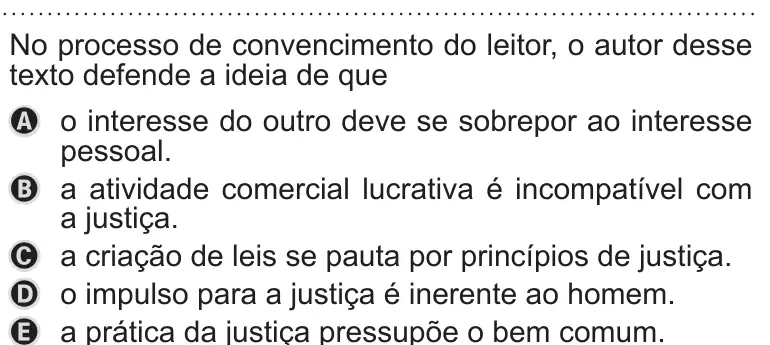 No processo de convencimento do leitor, o autor desse
texto defende a ideia de que
A o interesse do outro deve se sobrepor ao interesse
pessoal.
B a atividade comercial lucrativa é incompatível com
a justiça.
C a criação de leis se pauta por princípios de justiça.
D o impulso para a justiça é inerente ao homem.
E a prática da justiça pressupõe o bem comum.